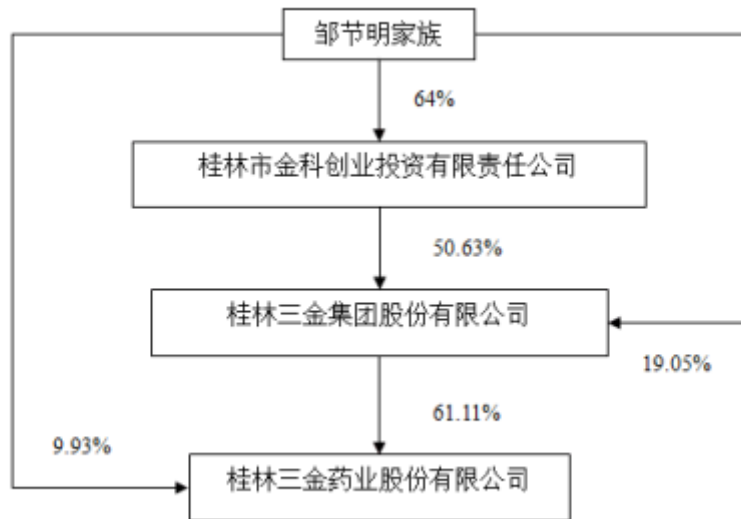 邹节明家族
64%
桂林市金科创业投资有限责任公司
50.63%
桂林三金集团股份有限公司
19.05%
61.11%
9.93%
桂林三金药业股份有限公司